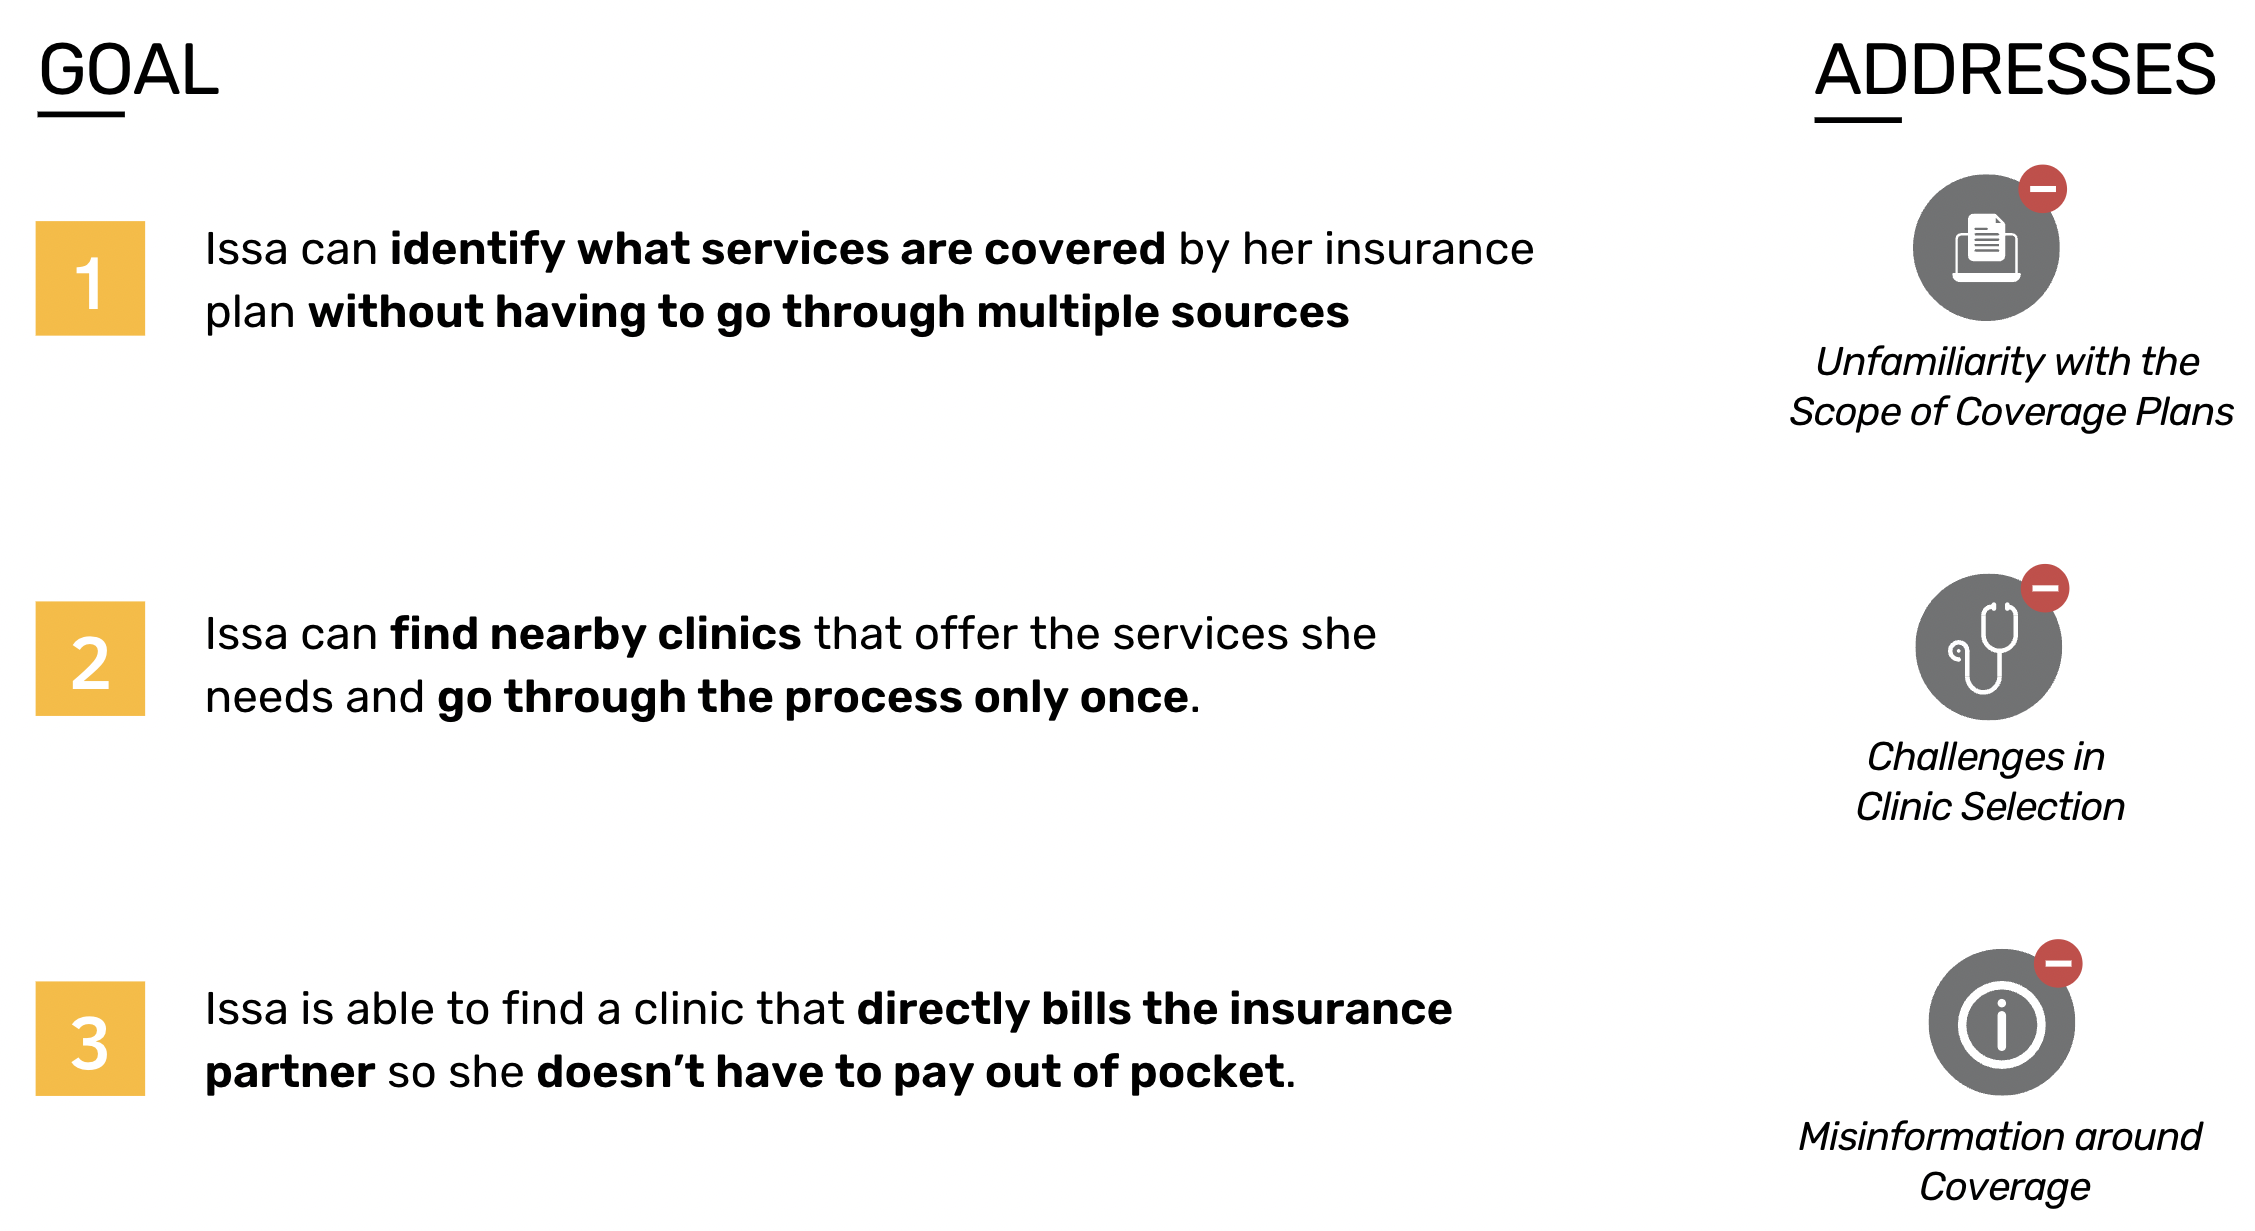 GOAL
ADDRESSES
1
Issa can identify what services are covered by her insurance
plan without having to go through multiple sources
Unfamiliarity with the
Scope of Coverage Plans
2
Issa can find nearby clinics that offer the services she
needs and go through the process only once.
Challenges in
Clinic Selection
3
Issa is able to find a clinic that directly bills the insurance
partner so she doesn’t have to pay out of pocket.
Misinformation around
Coverage